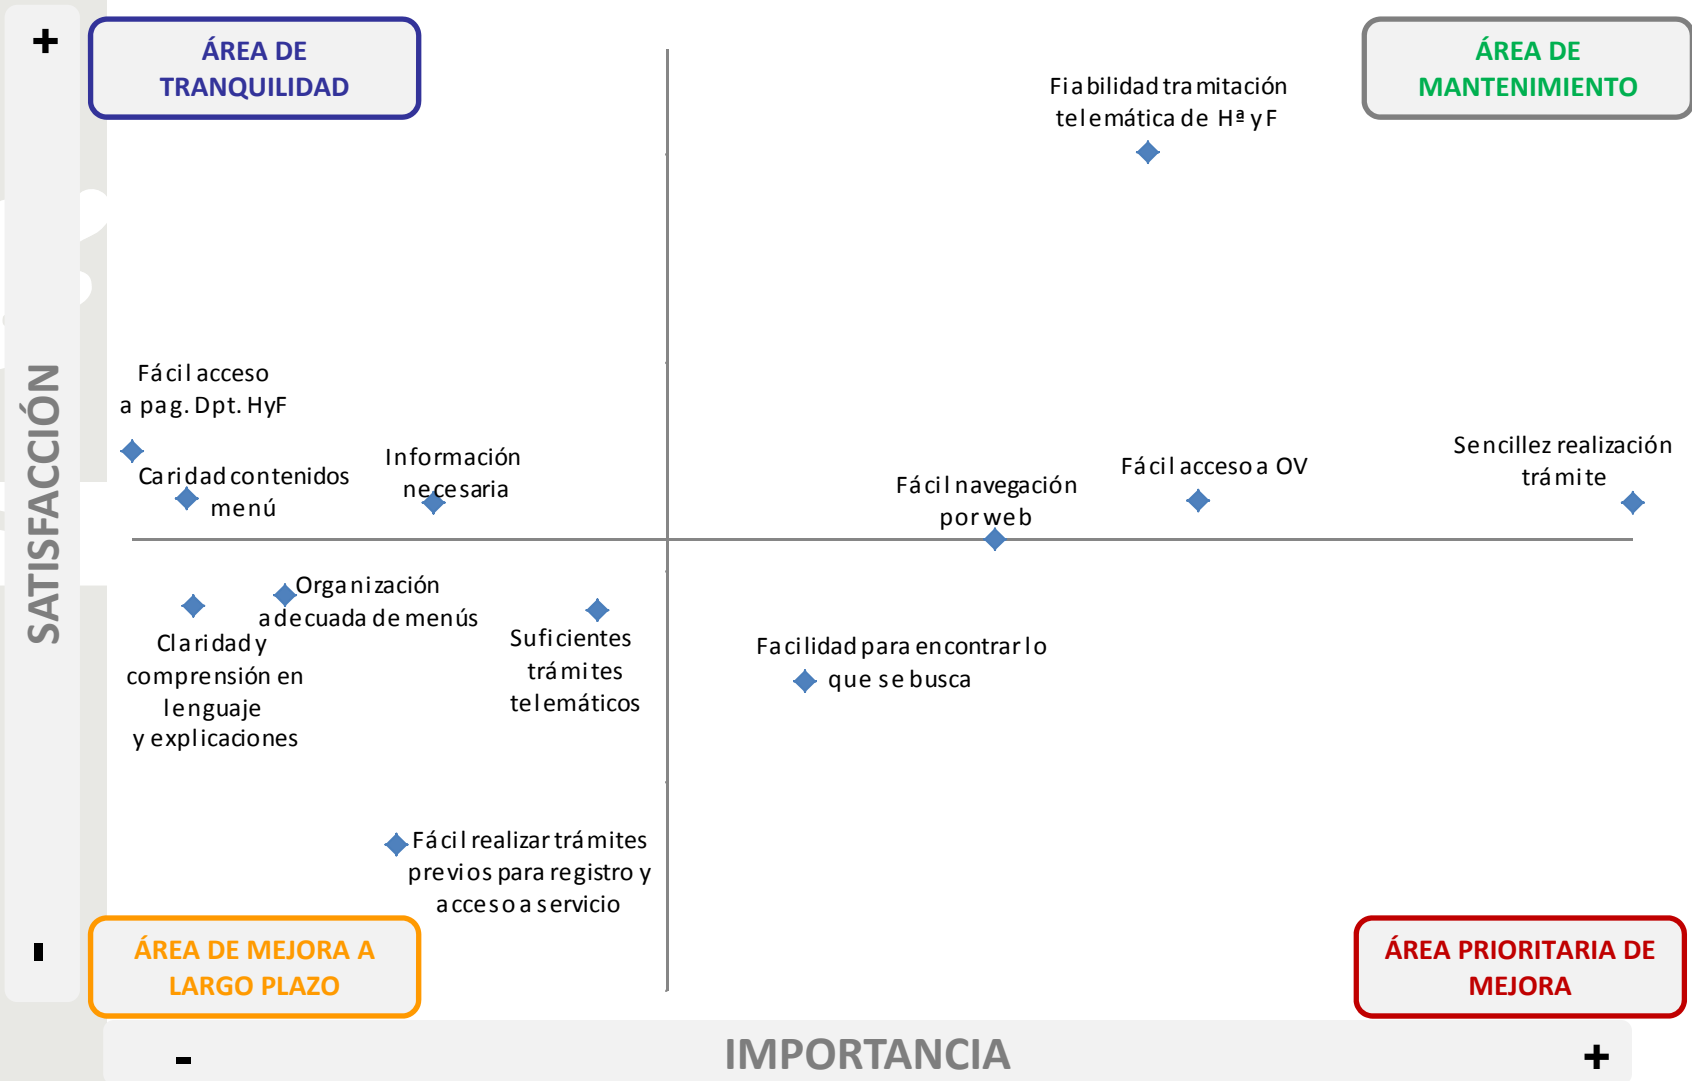 +
ÁREA DE
TRANQUILIDAD
ÁREA DE
MANTENIMIENTO
Fiabilidad tramitación
telemática de Hª y F
SATISFACCIÓN
Fácil acceso
a pag. Dpt. HyF
Caridad contenidos
menú
Información
necesaria
Fácil navegación
por web
Fácil acceso a OV
Sencillez realización
trámite
Organización
adecuada de menús
Claridad y
comprensión en
lenguaje
y explicaciones
Suficientes
trámites
telemáticos
Facilidad para encontrar lo
que se busca
Fácil realizar trámites
previos para registro y
acceso a servicio
-
ÁREA DE MEJORA A
LARGO PLAZO
ÁREA PRIORITARIA DE
MEJORA
-
IMPORTANCIA
+